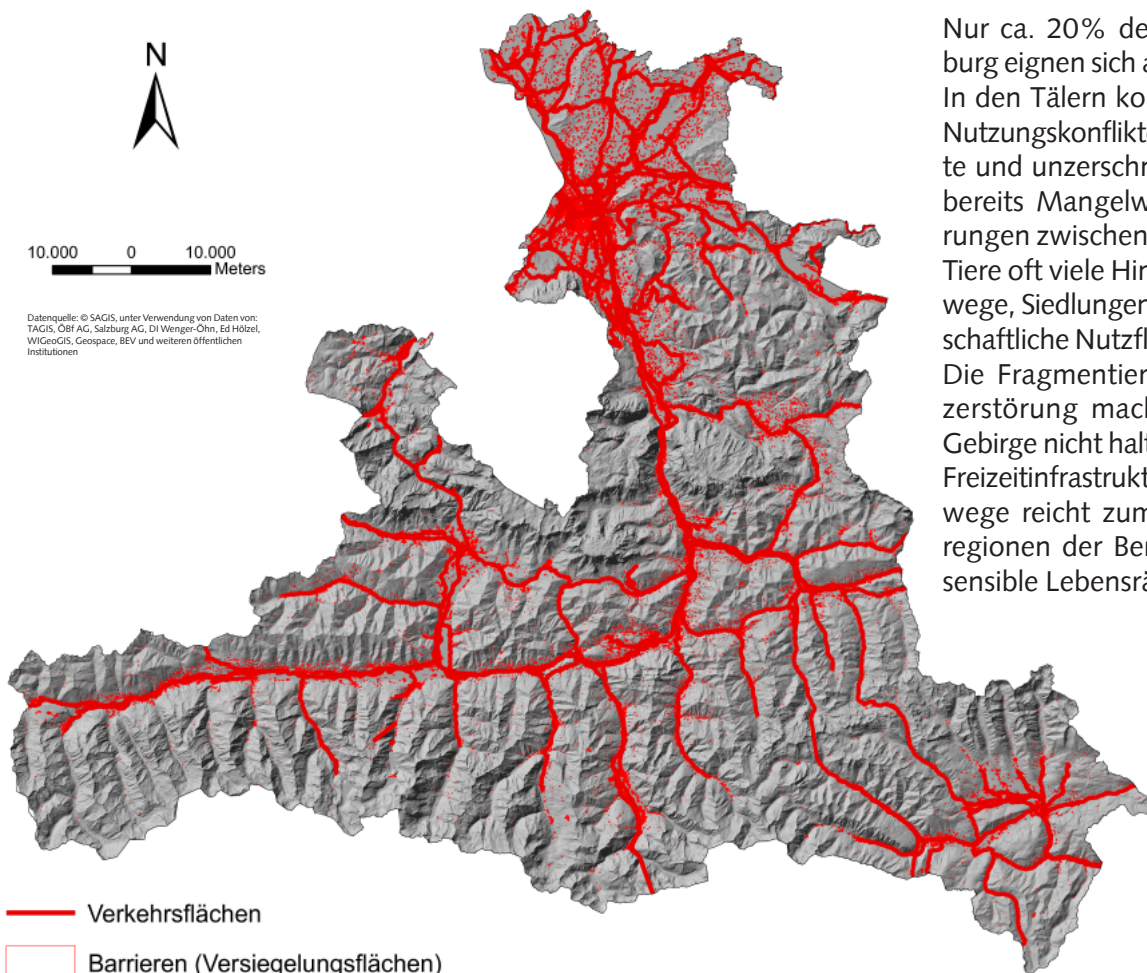 N
10.000 0 10.000
Meters
Datenquelle: © SAGIS, unter Verwendung von Daten von:
TAGIS, ÖBf AG, Salzburg AG, DI Wenger-Öhn, Ed Hölzel,
WIGeoGIS, Geospace, BEV und weiteren öffentlichen
Institutionen
Verkehrsflächen
Barrieren (Versiegelungsflächen)
Nur ca. 20% de
burg eignen sich a
In den Tälern ko
Nutzungskonflikt
te und unzerschn
bereits Mangelw
rungen zwischen
Tiere oft viele Hin
wege, Siedlungen
schaftliche Nutzfl
Die Fragmentier
zerstörung mach
Gebirge nicht halt
Freizeitinfrastrukt
wege reicht zum
regionen der Ber
sensible Lebensrä